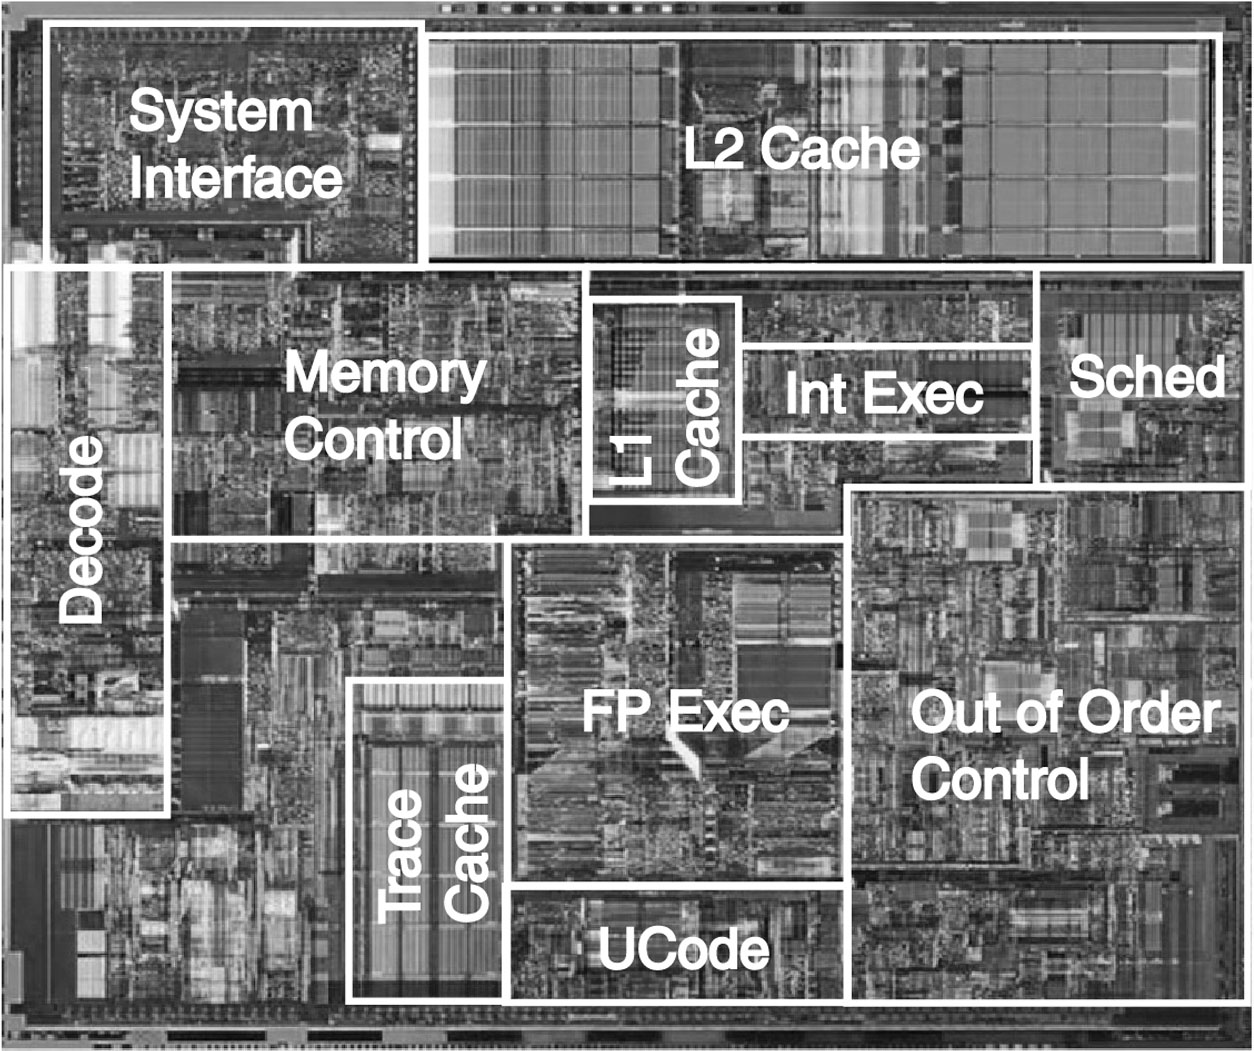 System
Interface
L2 Cache
Decode
Memory
Control
L1
Cache
Int Exec
Sched
Trace
Cache
FP Exec
UCode
Out of Order
Control